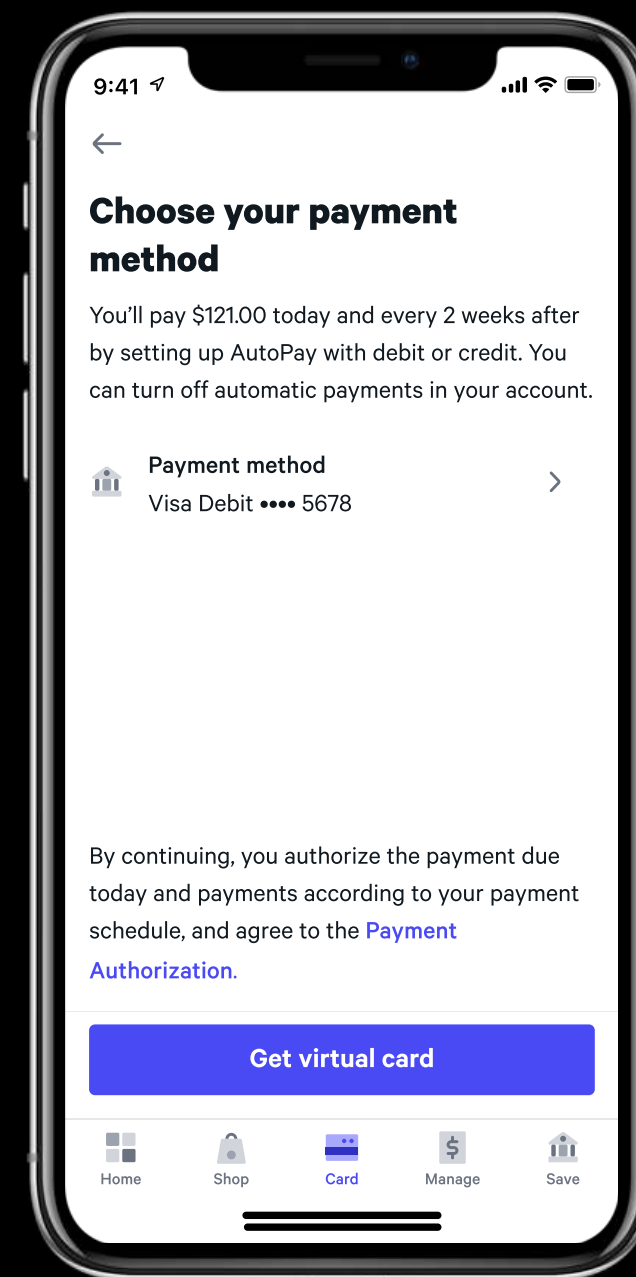 9:41
Choose your payment
method
You’ll pay $121.00 today and every 2 weeks after
by setting up AutoPay with debit or credit. You
can turn off automatic payments in your account.
Payment method
Visa Debit •••• 5678
By continuing, you authorize the payment due
today and payments according to your payment
schedule, and agree to the Payment
Authorization.
Get virtual card
Home Shop Card Manage Save